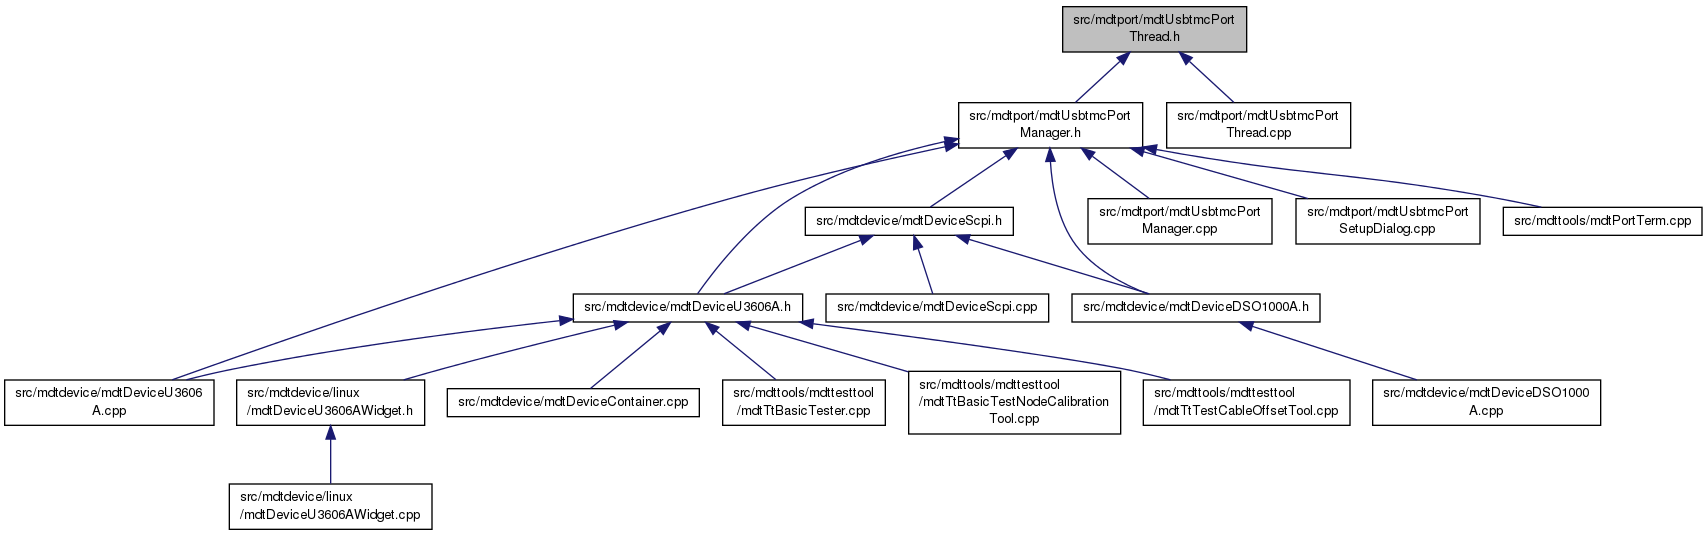 src/mdtport/mdtUsbtmcPort
Thread.h
src/mdtport/mdtUsbtmcPort
Manager.h
src/mdtport/mdtUsbtmcPort
Thread.cpp
src/mdtdevice/mdtDeviceScpi.h
src/mdtport/mdtUsbtmcPort
Manager.cpp
src/mdtport/mdtUsbtmcPort
SetupDialog.cpp
src/mdttools/mdtPortTerm.cpp
src/mdtdevice/mdtDeviceU3606A.h
src/mdtdevice/mdtDeviceScpi.cpp
src/mdtdevice/mdtDeviceDSO1000A.h
src/mdtdevice/mdtDeviceU3606
A.cpp
src/mdtdevice/linux
/mdtDeviceU3606AWidget.h
src/mdtdevice/mdtDeviceContainer.cpp
src/mdttools/mdttesttool
/mdtTtBasicTester.cpp
src/mdttools/mdttesttool
/mdtTtBasicTestNodeCalibration
Tool.cpp
src/mdttools/mdttesttool
/mdtTtTestCableOffsetTool.cpp
src/mdtdevice/mdtDeviceDSO1000
A.cpp
src/mdtdevice/linux
/mdtDeviceU3606AWidget.cpp